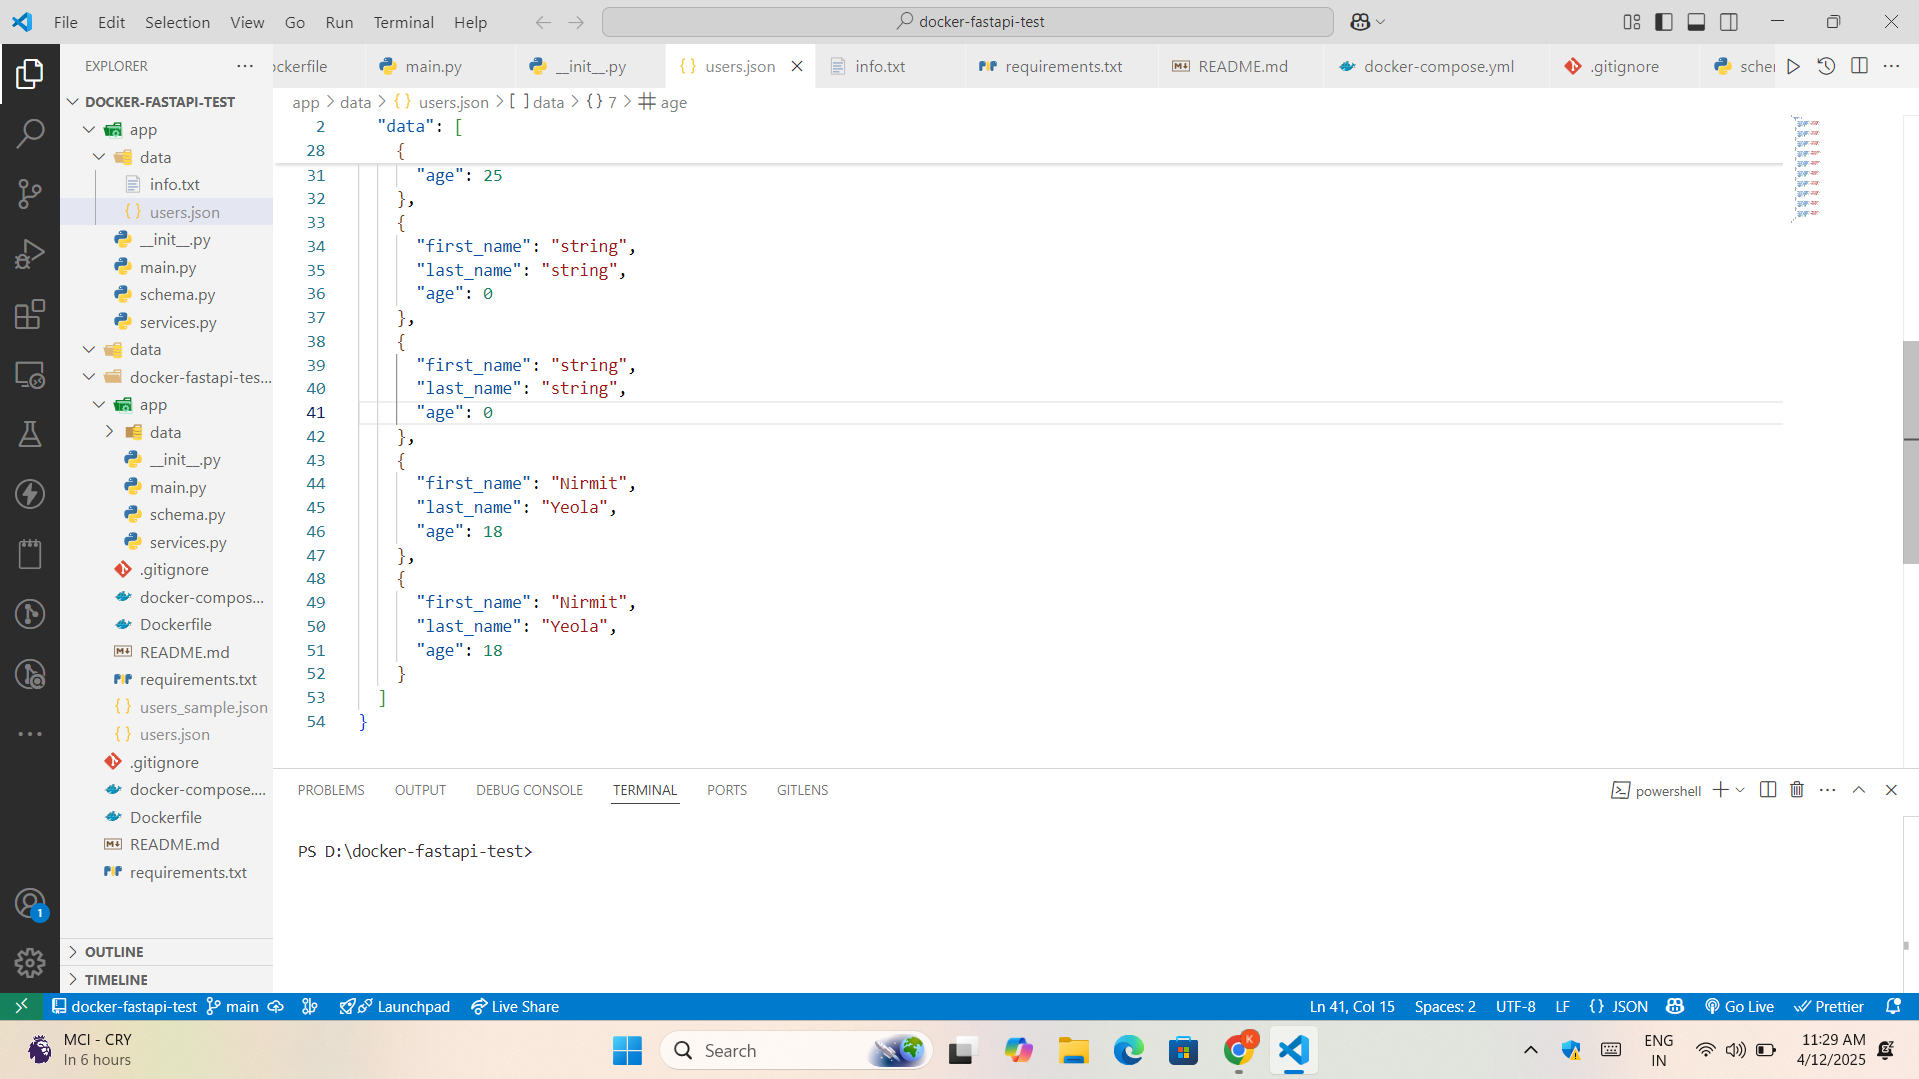 File Edit Selection View Go Run Terminal Help
docker-fastapi-test
EXPLORER
DOCKER-FASTAPI-TEST
app
data
info.txt
users.json
__init__.py
main.py
schema.py
services.py
data
docker-fastapi-tes...
app
data
__init__.py
main.py
schema.py
services.py
.gitignore
docker-compos...
Dockerfile
README.md
requirements.txt
users_sample.json
users.json
.gitignore
docker-compose....
Dockerfile
README.md
requirements.txt
OUTLINE
TIMELINE
ockerfile main.py __init__.py users.json info.txt requirements.txt README.md docker-compose.yml .gitignore scher
app > data > {} users.json > [ ] data > {} 7 > # age
2 "data": [
28 {
31 "age": 25
32 },
33 {
34 "first_name": "string",
35 "last_name": "string",
36 "age": 0
37 },
38 {
39 "first_name": "string",
40 "last_name": "string",
41 "age": 0
42 },
43 {
44 "first_name": "Nirmit",
45 "last_name": "Yeola",
46 "age": 18
47 },
48 {
49 "first_name": "Nirmit",
50 "last_name": "Yeola",
51 "age": 18
52 }
53 ]
54 }
PROBLEMS OUTPUT DEBUG CONSOLE TERMINAL PORTS GITLENS
powershell
PS D:\docker-fastapi-test>
1
docker-fastapi-test main Launchpad Live Share
Ln 41, Col 15 Spaces: 2 UTF-8 LF {} JSON Go Live Prettier
MCI - CRY
In 6 hours
Search
K
ENG
IN
11:29 AM
4/12/2025